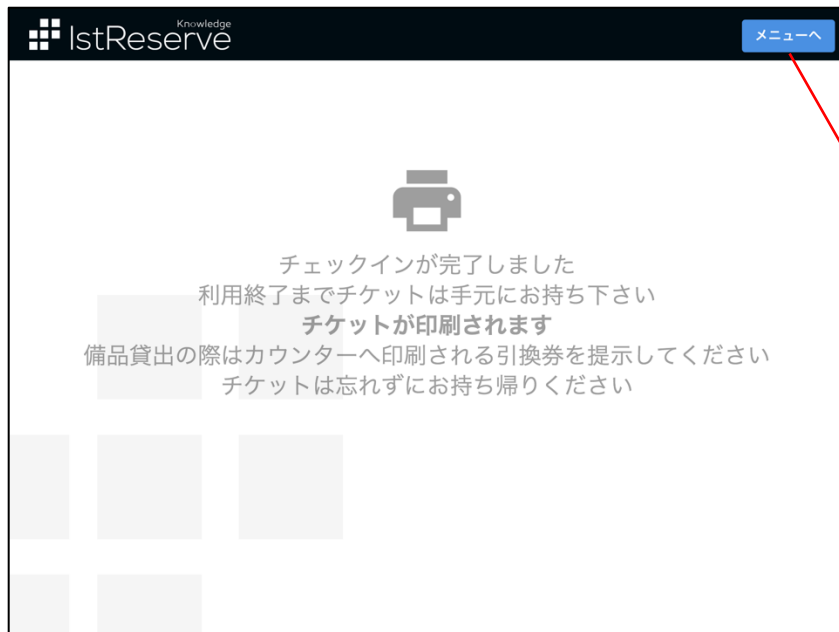 Knowledge
IstReserve
メニューへ
チェックインが完了しました
利用終了までチケットは手元にお持ち下さい
チケットが印刷されます
備品貸出の際はカウンターへ印刷される引換券を提示してください
チケットは忘れずにお持ち帰りください